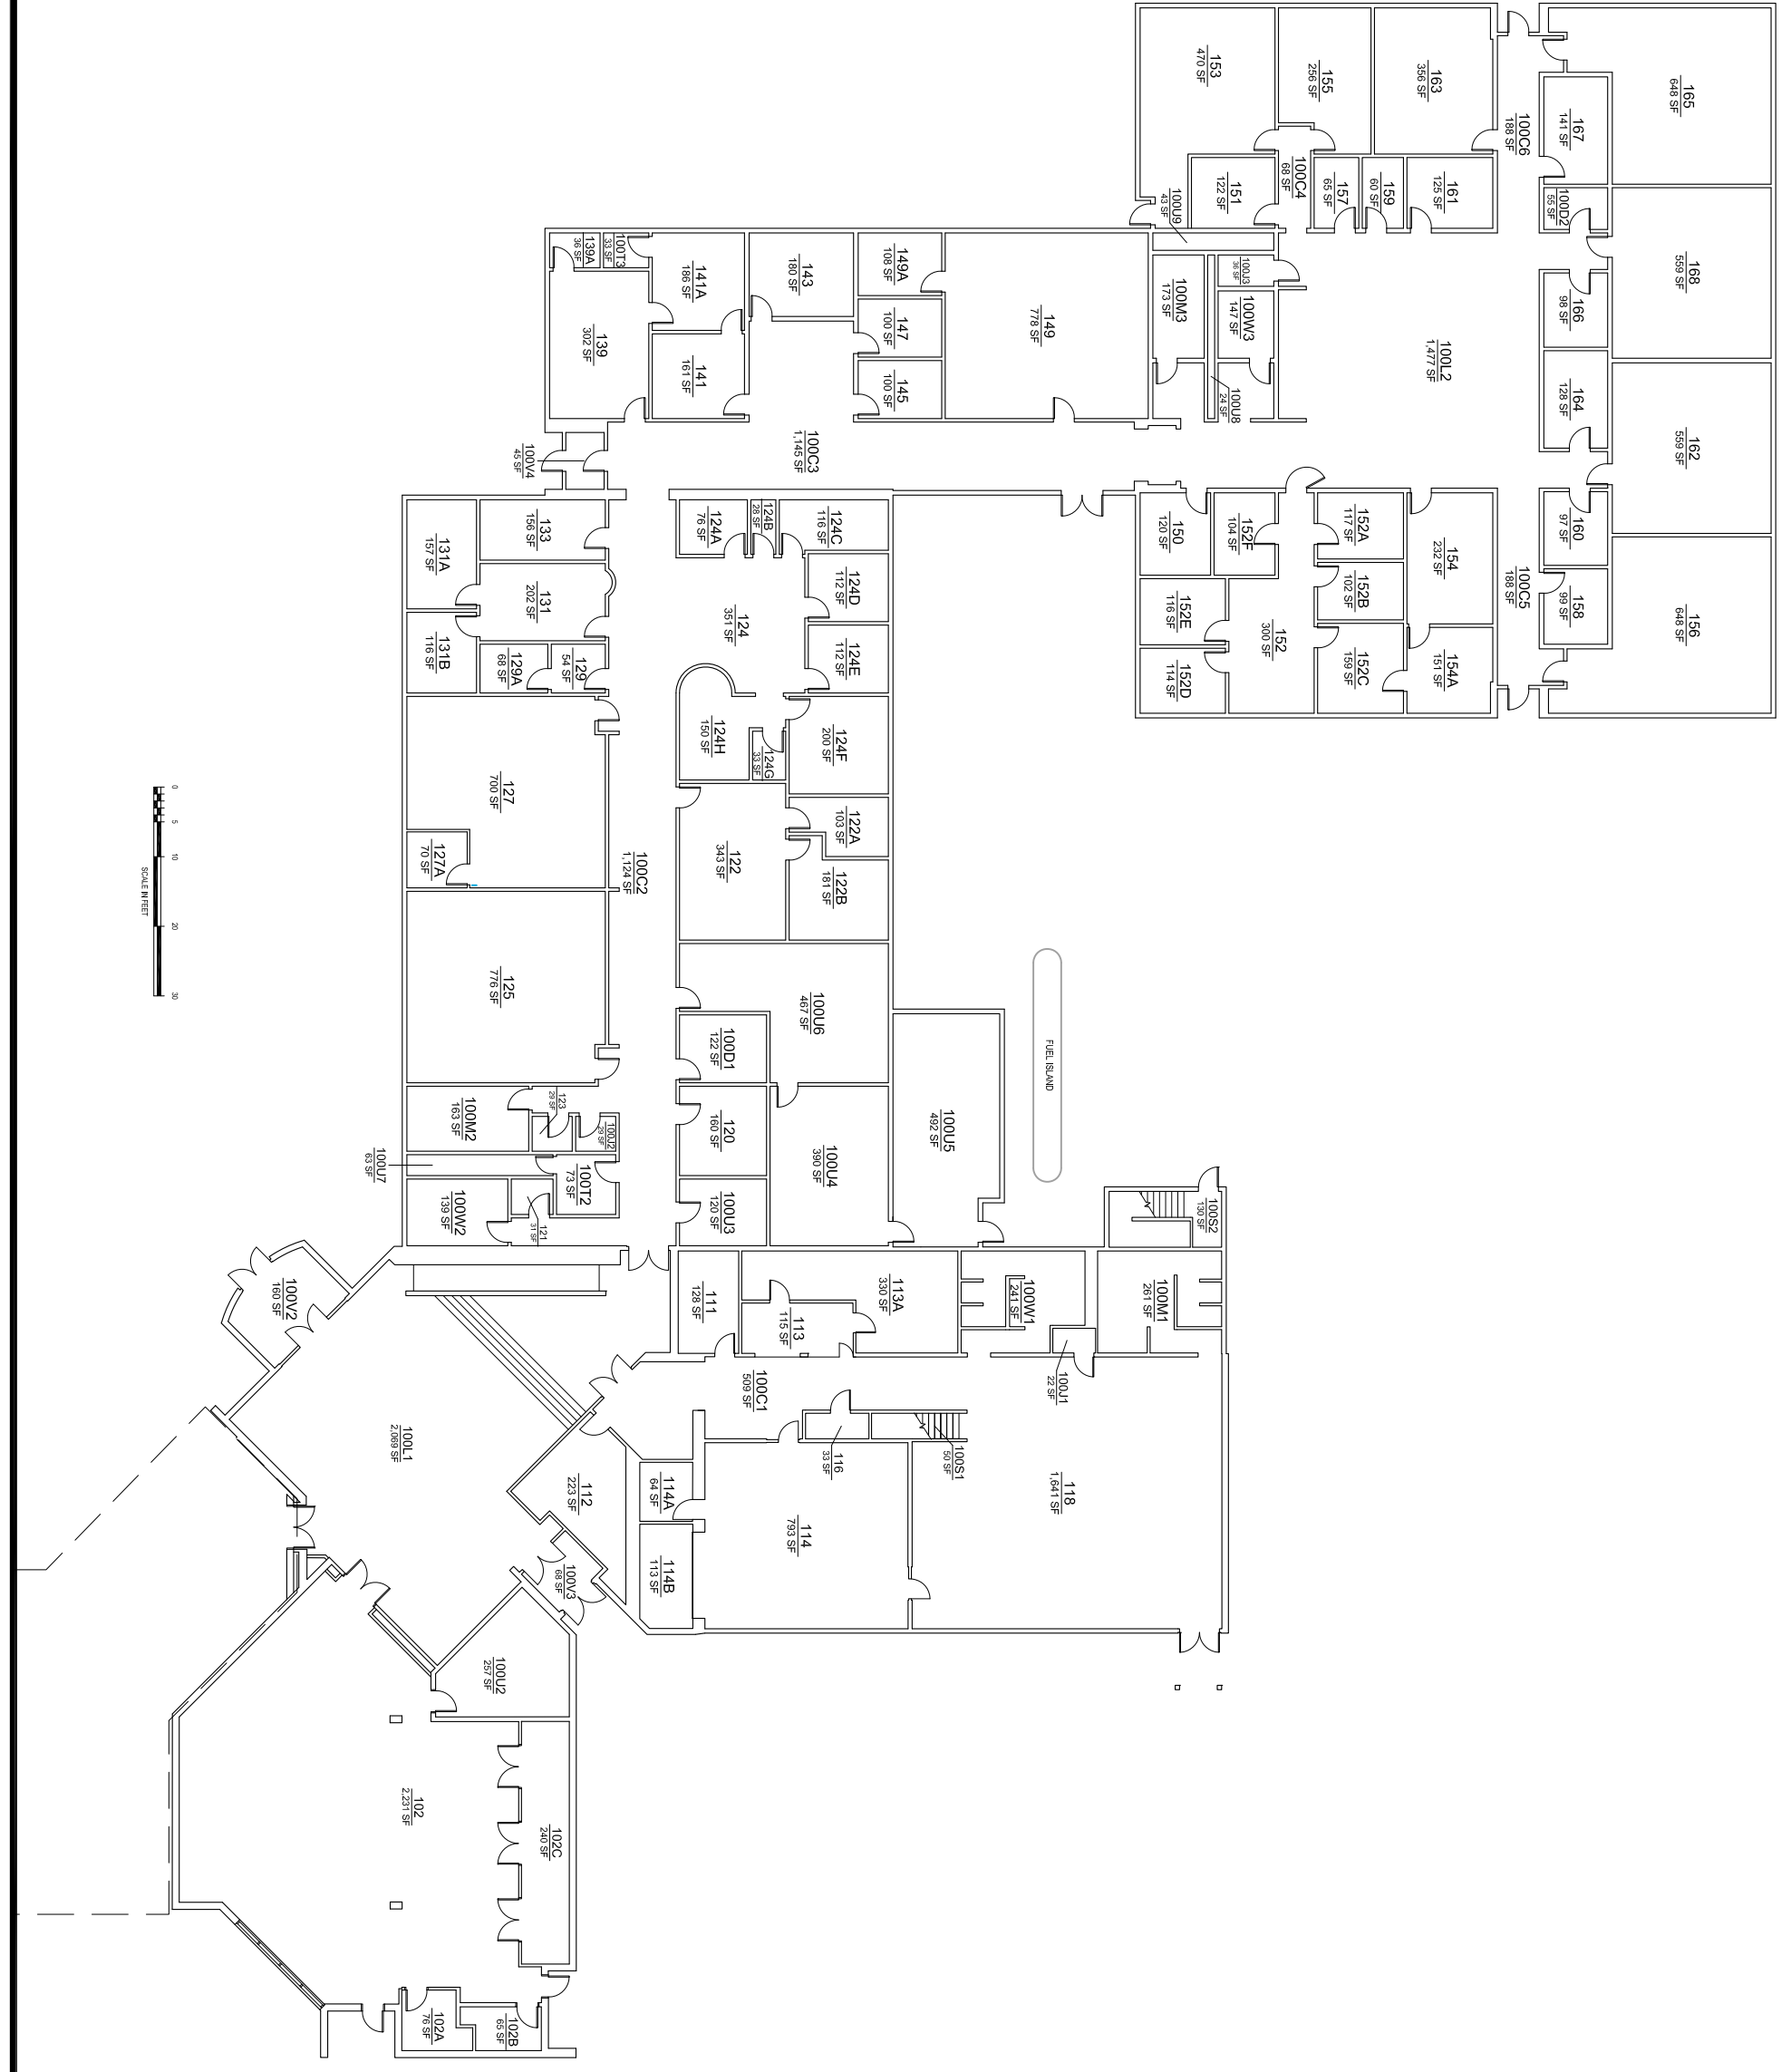 165
648 SF
167
141 SF
100C6
188 SF
163
356 SF
155
256 SF
153
470 SF
168
559 SF
100D2
55 SF
161
125 SF
159
60 SF
157
65 SF
100C4
68 SF
151
122 SF
100U9
43 SF
166
98 SF
164
128 SF
162
559 SF
100L2
1,477 SF
100J3
36 SF
100W3
147 SF
100M3
173 SF
100U8
24 SF
149
778 SF
149A
108 SF
147
100 SF
145
100 SF
143
180 SF
141A
186 SF
141
161 SF
100T3
33 SF
139A
36 SF
139
302 SF
100C3
1,145 SF
100V4
45 SF
160
97 SF
158
99 SF
156
648 SF
100C5
188 SF
154
232 SF
154A
151 SF
152A
117 SF
152B
102 SF
152C
159 SF
152
300 SF
152F
104 SF
150
120 SF
152E
116 SF
152D
114 SF
124C
116 SF
124B
28 SF
124A
76 SF
124D
112 SF
124E
112 SF
124
351 SF
124F
200 SF
124G
33 SF
124H
150 SF
133
156 SF
131A
157 SF
131
202 SF
131B
116 SF
129
54 SF
129A
68 SF
127
700 SF
127A
70 SF
122A
103 SF
122
343 SF
122B
181 SF
100C2
1,124 SF
125
776 SF
100U6
467 SF
100D1
122 SF
120
160 SF
100U4
390 SF
100U3
120 SF
100U5
492 SF
FUEL ISLAND
123
29 SF
100J2
29 SF
100M2
163 SF
100U7
63 SF
100T2
73 SF
100W2
139 SF
121
31 SF
100S2
130 SF
100M1
261 SF
100W1
241 SF
100J1
22 SF
113A
330 SF
113
115 SF
111
128 SF
100C1
509 SF
116
33 SF
100S1
50 SF
118
1,641 SF
114
793 SF
114A
64 SF
114B
113 SF
112
223 SF
100V3
68 SF
100V2
160 SF
100L1
2,069 SF
100U2
257 SF
102
2,231 SF
102C
240 SF
102A
76 SF
102B
65 SF
0
5
10
20
30
SCALE IN FEET